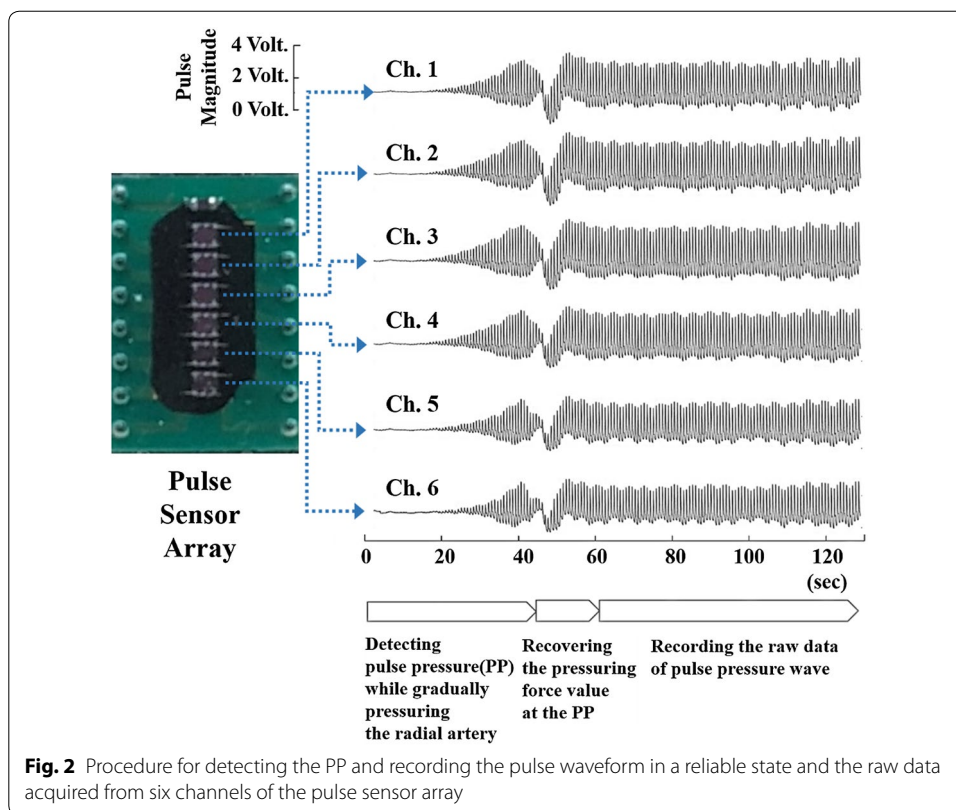 Pulse
Magnitude
4 Volt.
2 Volt.
0 Volt.
Ch. 1
Ch. 2
Ch. 3
Ch. 4
Ch. 5
Ch. 6
Pulse
Sensor
Array
0 20 40 60 80 100 120
(sec)
Detecting
pulse pressure(PP)
while gradually
pressuring
the radial artery
Recovering
the pressuring
force value
at the PP
Recording the raw data
of pulse pressure wave
Fig. 2 Procedure for detecting the PP and recording the pulse waveform in a reliable state and the raw data
acquired from six channels of the pulse sensor array